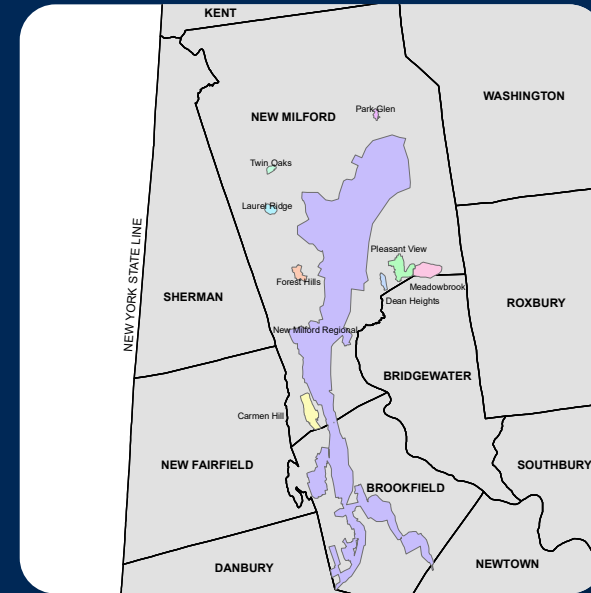 KENT
WASHINGTON
Park Glen
NEW MILFORD
Twin Oaks
Laurel Ridge
NEW YORK STATE LINE
Pleasant View
Forest Hills
Meadowbrook
SHERMAN
Dean Heights
ROXBURY
New Milford Regional
BRIDGEWATER
Carmen Hill
NEW FAIRFIELD
SOUTHBURY
BROOKFIELD
DANBURY
NEWTOWN